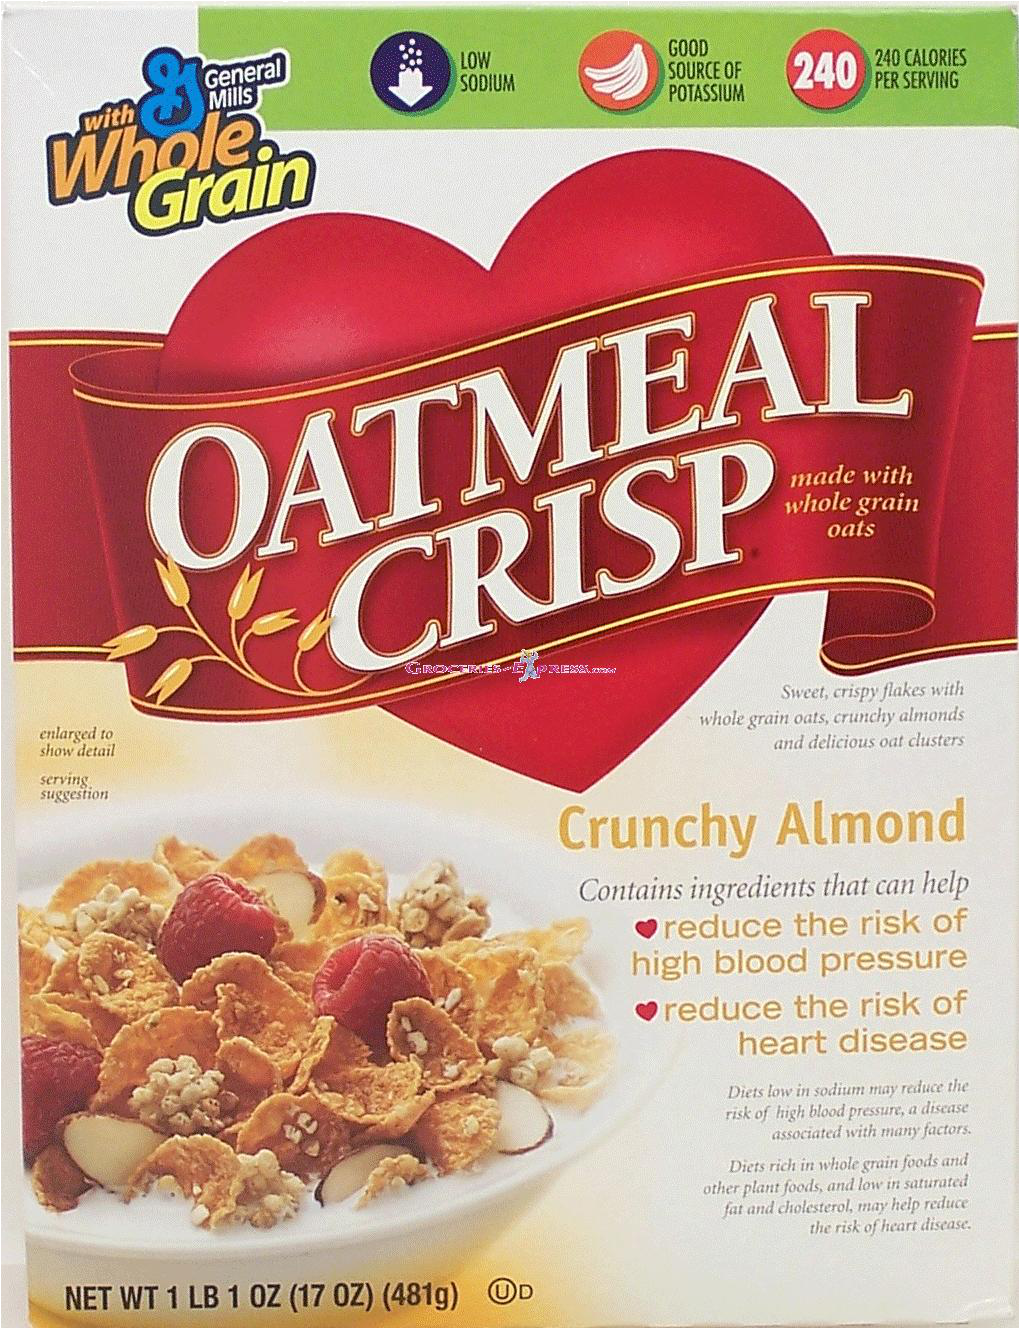 General
Mills
with
Whole
Grain
LOW
SODIUM
GOOD
SOURCE OF
POTASSIUM
240
240 CALORIES
PER SERVING
OATMEAL
CRISP
made with
whole grain
oats
GROCERIES-EXPRESS.COM
Sweet, crispy flakes with
whole grain oats, crunchy almonds
and delicious oat clusters
enlarged to
show detail
serving
suggestion
Crunchy Almond
Contains ingredients that can help
reduce the risk of
high blood pressure
reduce the risk of
heart disease
Diets low in sodium may reduce the
risk of high blood pressure, a disease
associated with many factors.
Diets rich in whole grain foods and
other plant foods, and low in saturated
fat and cholesterol, may help reduce
the risk of heart disease.
NET WT 1 LB 1 OZ (17 OZ) (481g)
U D